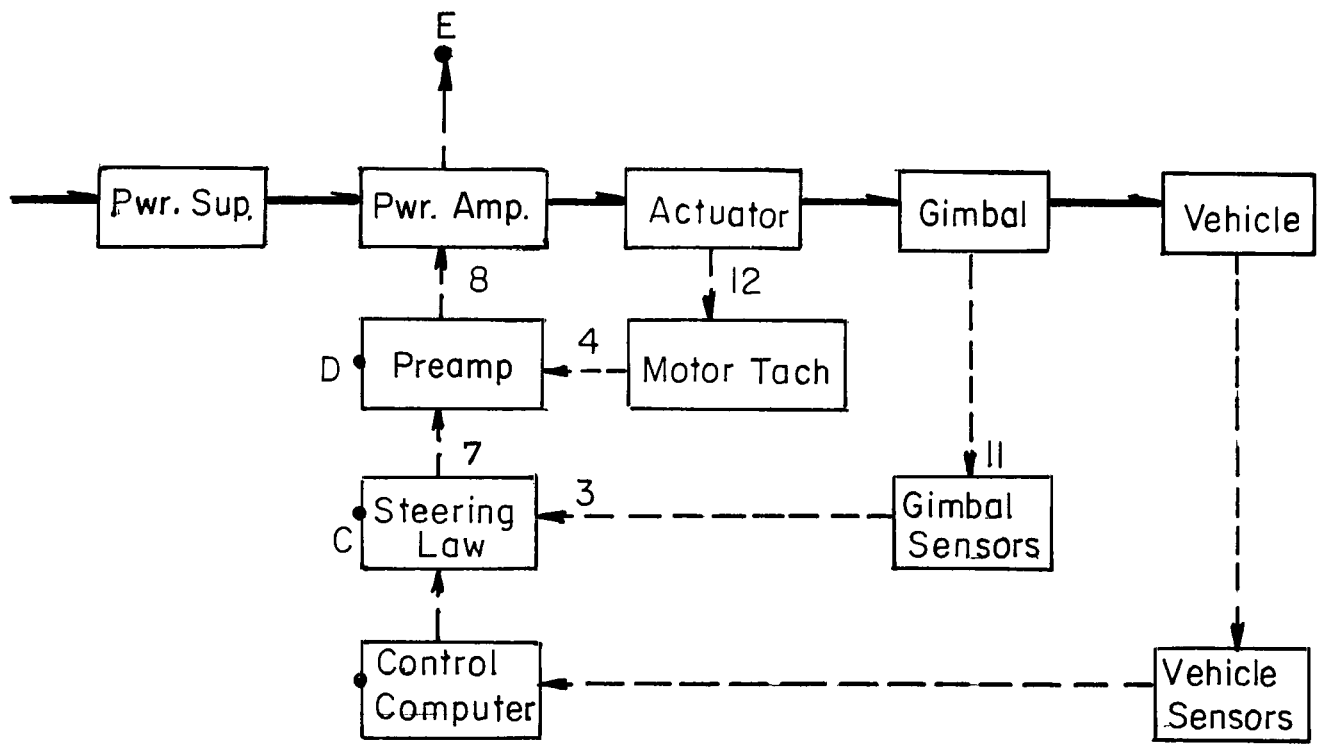 E
Pwr. Sup.
Pwr. Amp.
Actuator
Gimbal
Vehicle
8
12
D
Preamp
4
Motor Tach
7
11
C
Steering
Law
3
Gimbal
Sensors
Control
Computer
Vehicle
Sensors